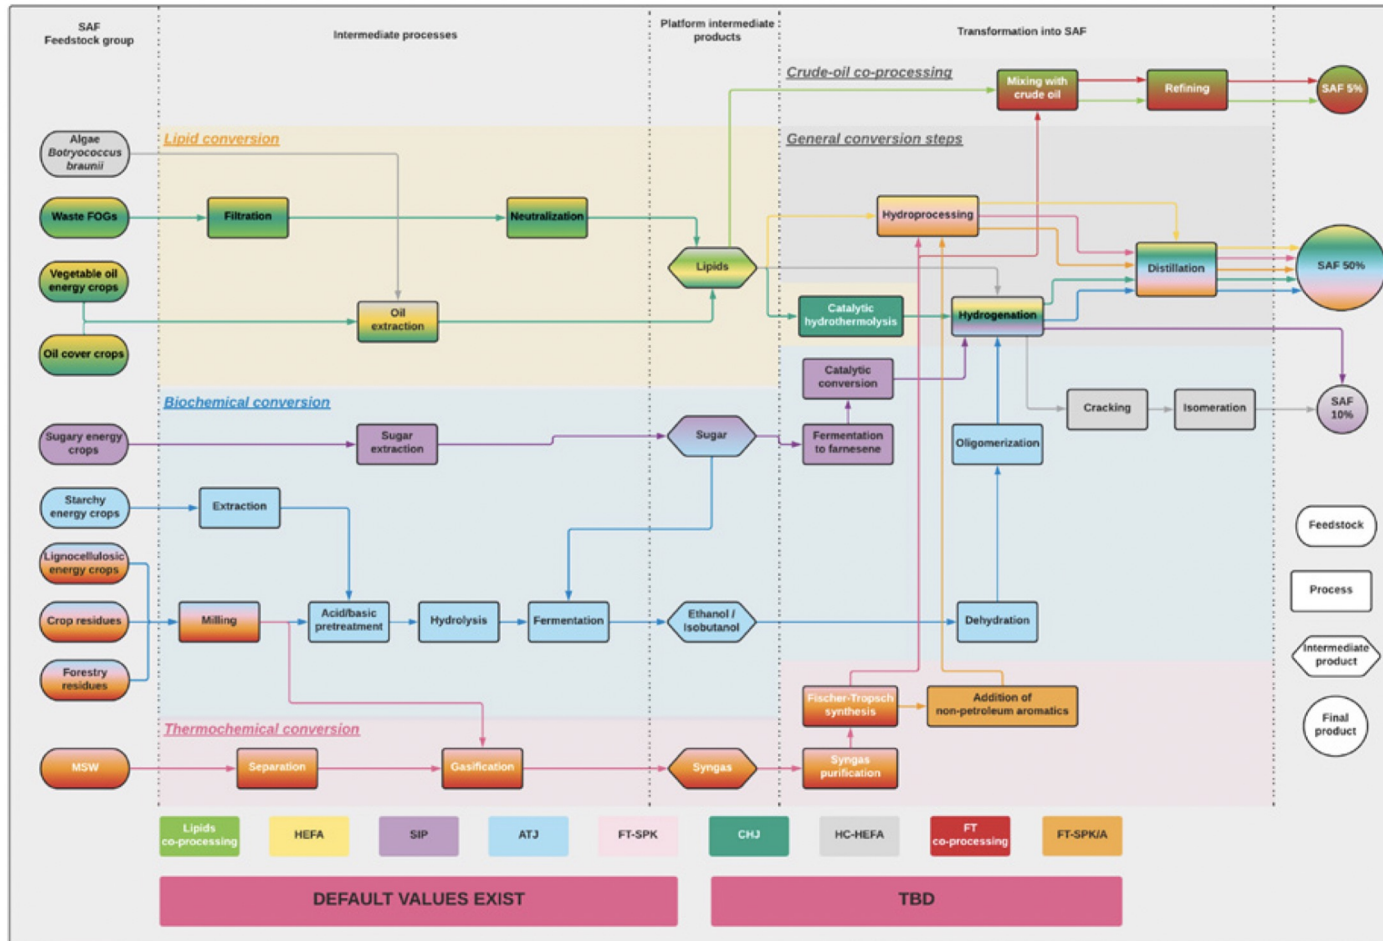 SAF
Feedstock group
Intermediate processes
Platform intermediate
products
Transformation into SAF
Crude-oil co-processing
Mixing with
crude oil
Refining
SAF 5%
Lipid conversion
General conversion steps
Algae
Botryococcus
braunii
Waste FOGs
Filtration
Neutralization
Hydroprocessing
Lipids
Distillation
SAF 50%
Vegetable oil
energy crops
Oil
extraction
Catalytic
hydrothermolysis
Hydrogenation
Oil cover crops
Catalytic
conversion
Biochemical conversion
Cracking
Isomeration
SAF
10%
Sugary energy
crops
Sugar
extraction
Sugar
Fermentation
to farnesene
Oligomerization
Starchy
energy crops
Extraction
Feedstock
Lignocellulosic
energy crops
Process
Crop residues
Milling
Acid/basic
pretreatment
Hydrolysis
Fermentation
Ethanol /
Isobutanol
Dehydration
Intermediate
product
Forestry
residues
Fischer-Tropsch
synthesis
Addition of
non-petroleum aromatics
Final
product
Thermochemical conversion
MSW
Separation
Gasification
Syngas
Syngas
purification
Lipids
co-processing
HEFA
SIP
ATJ
FT-SPK
CHJ
HC-HEFA
FT
co-processing
FT-SPK/A
DEFAULT VALUES EXIST
TBD